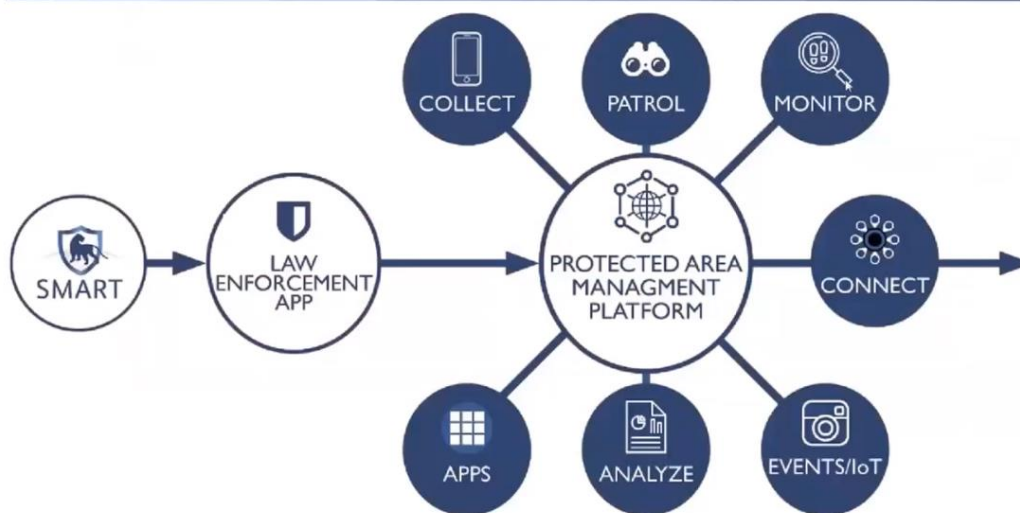 COLLECT
PATROL
MONITOR
SMART
LAW
ENFORCEMENT
APP
PROTECTED AREA
MANAGMENT
PLATFORM
CONNECT
APPS
ANALYZE
EVENTS/IoT